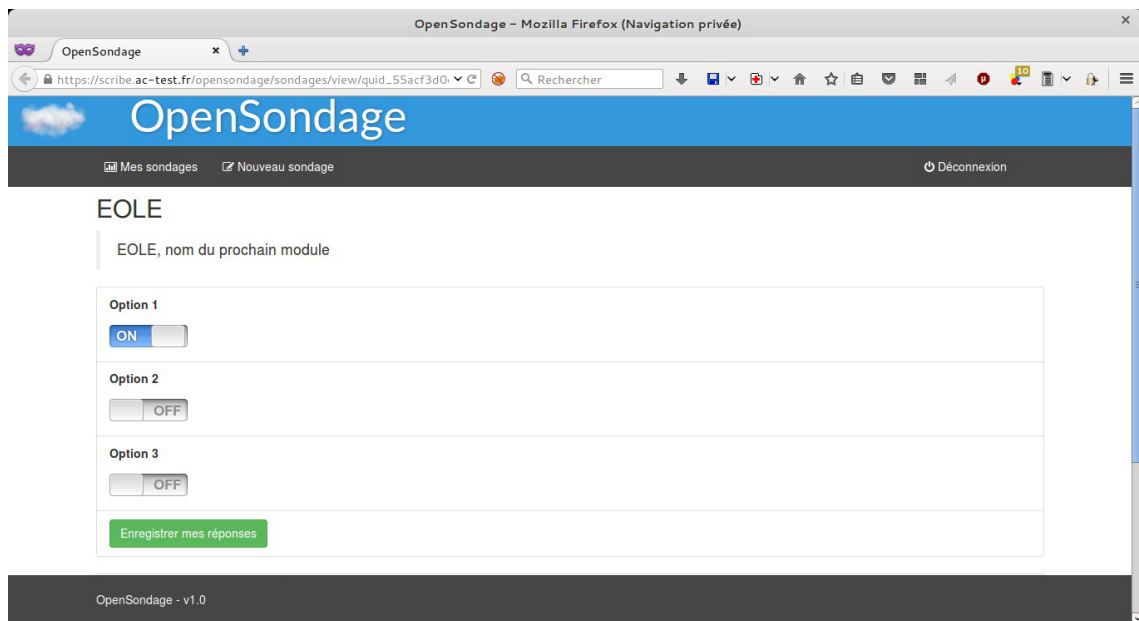 OpenSondage - Mozilla Firefox (Navigation privée)
OpenSondage
https://scribe.ac-test.fr/opensondage/sondages/view/quid_55acf3d0
Rechercher
10
OpenSondage
Mes sondages Nouveau sondage Déconnexion
EOLE
EOLE, nom du prochain module
Option 1
ON
Option 2
OFF
Option 3
OFF
Enregistrer mes réponses
OpenSondage - v1.0